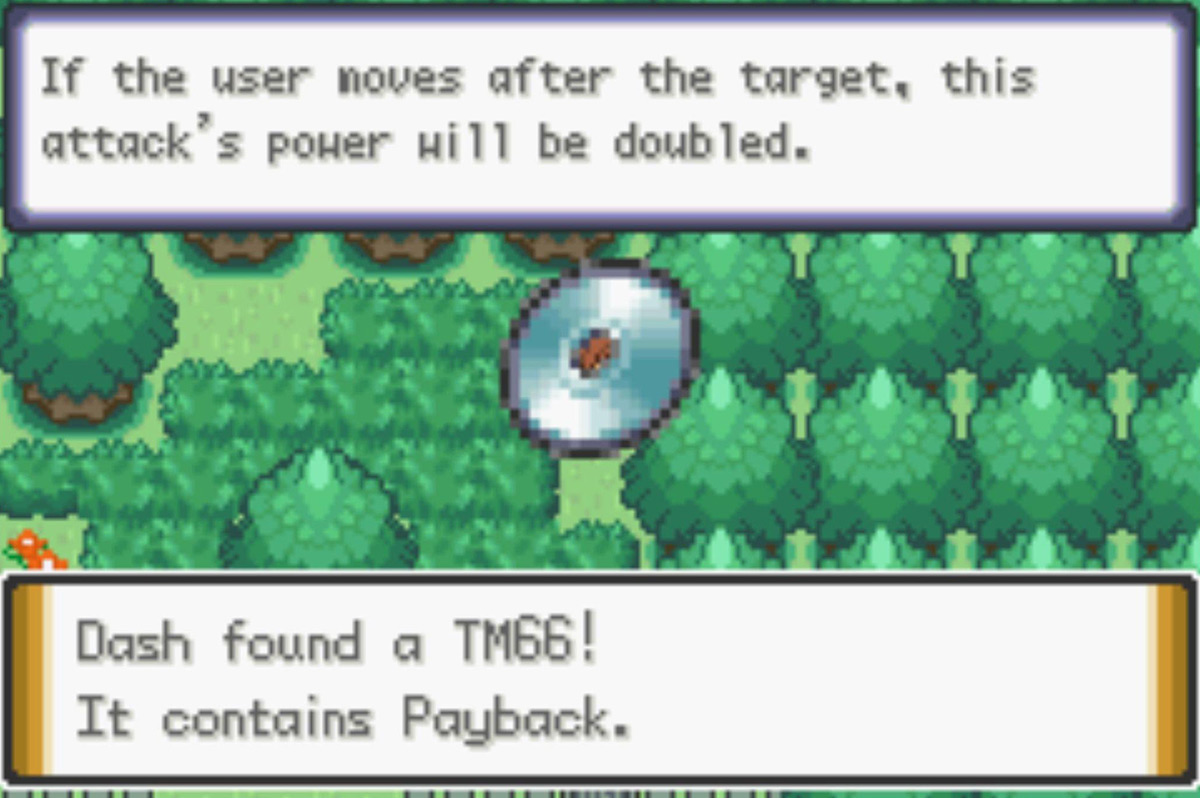 If the user moves after the target, this
attack's power will be doubled.
Dash found a TM66!
It contains Payback.